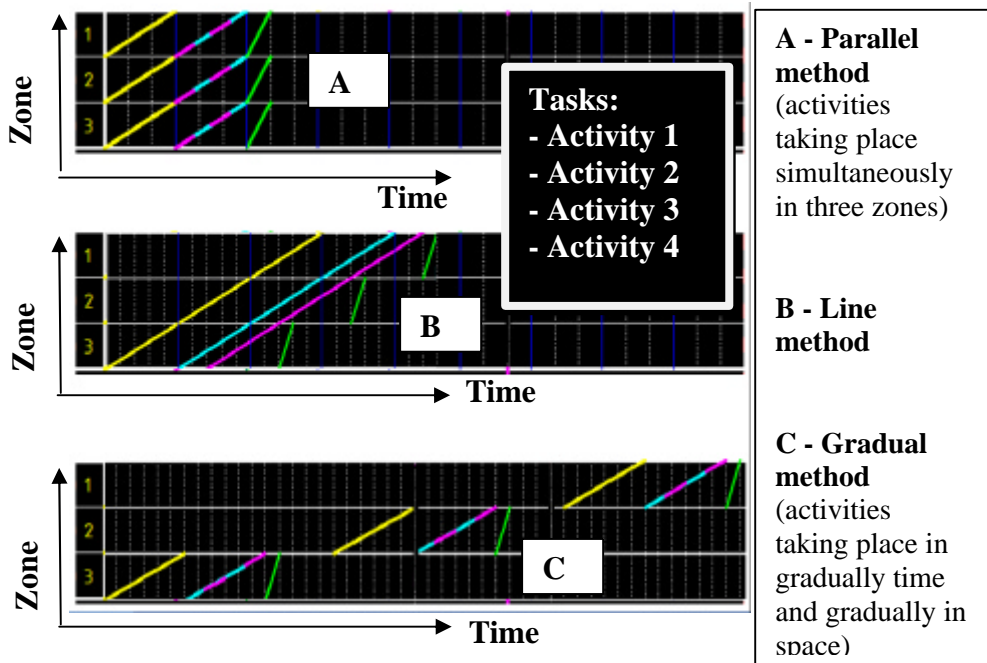 Zone
1
2
3
A
Time
Tasks:
- Activity 1
- Activity 2
- Activity 3
- Activity 4
Zone
1
2
3
B
Time
Zone
1
2
3
C
Time
A - Parallel
method
(activities
taking place
simultaneously
in three zones)
B - Line
method
C - Gradual
method
(activities
taking place in
gradually time
and gradually in
space)